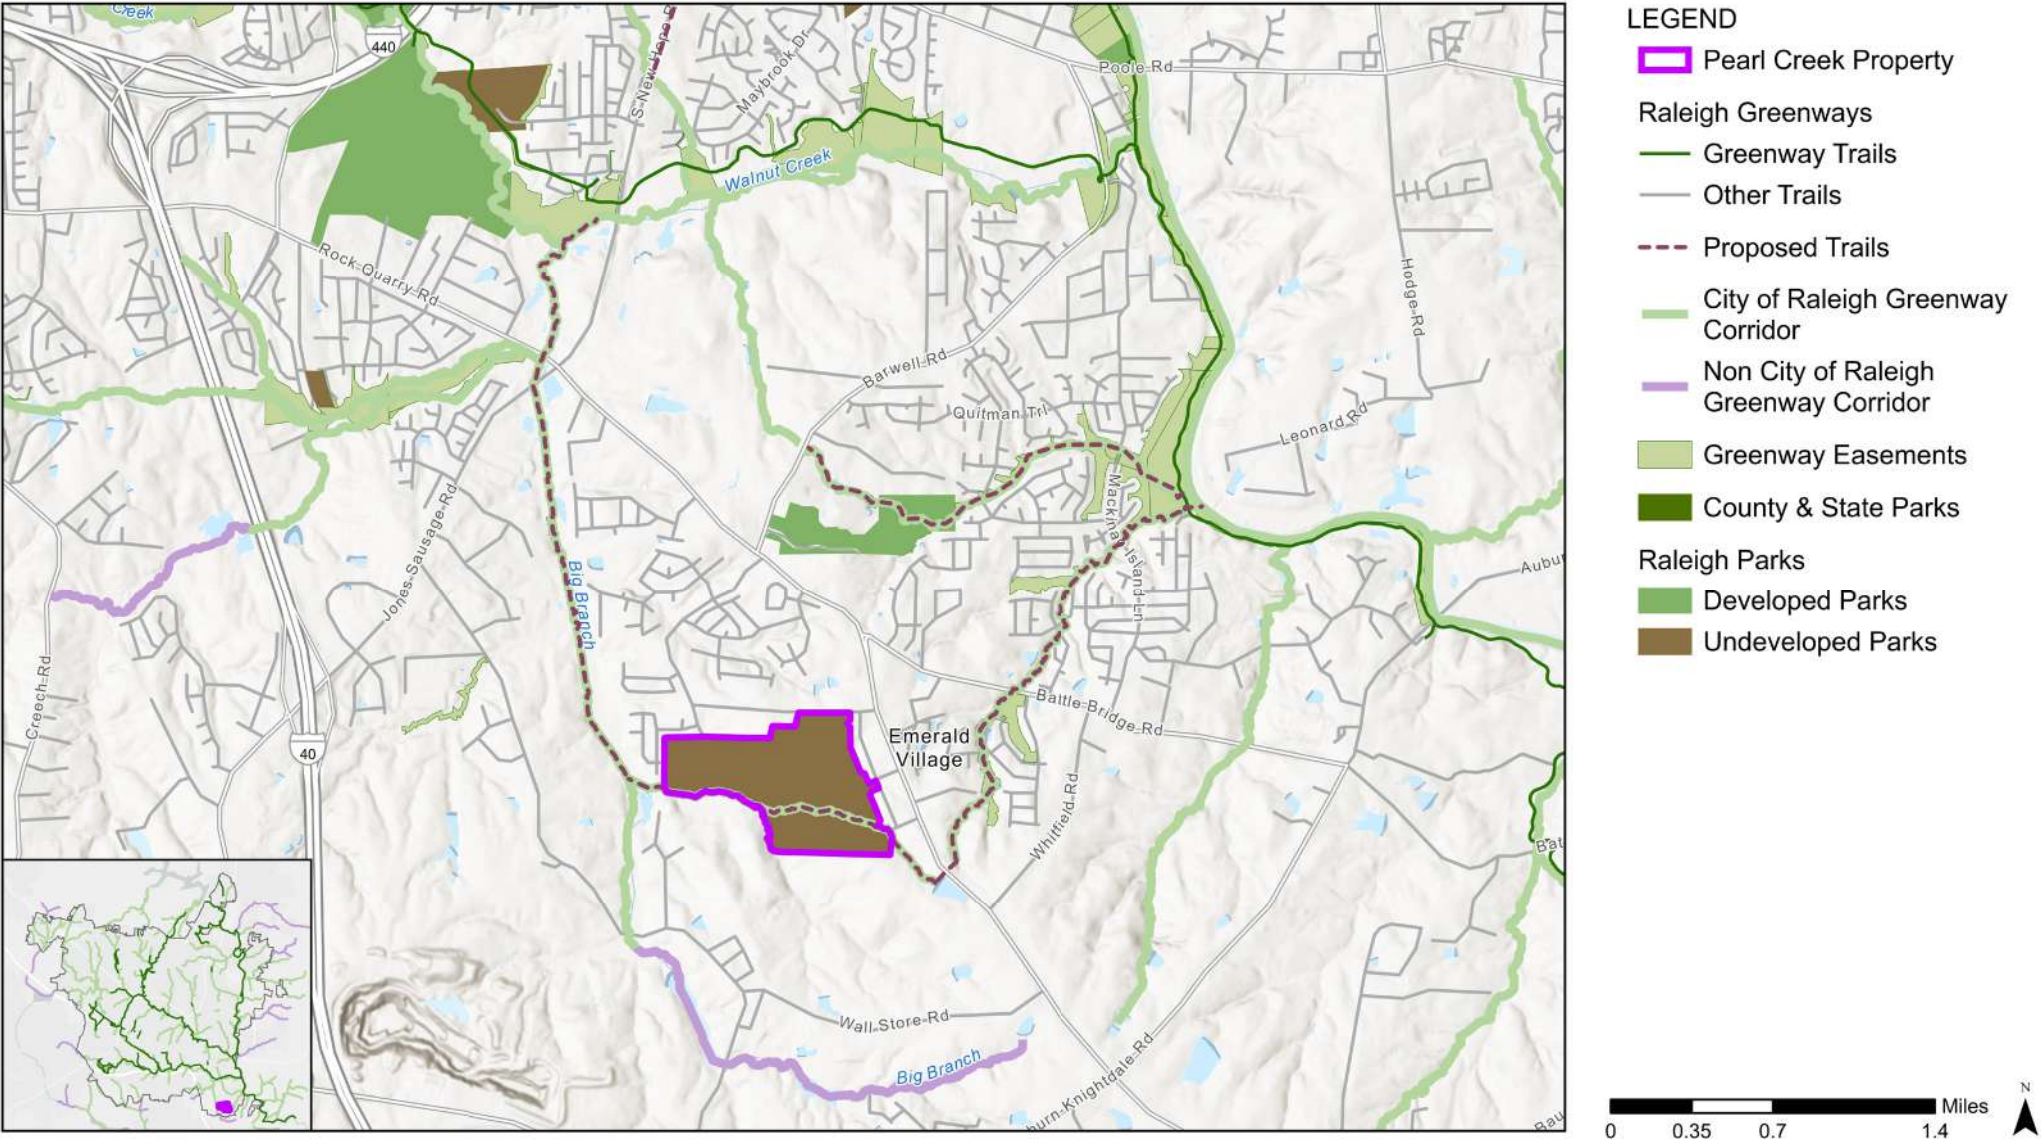 Creek
440
S New Hope R
Maybrook Dr
Poole Rd
Walnut Creek
Rock Quarry Rd
Hodge Rd
Barwell Rd
Quitman Trl
Leonard Rd
Jones Sausage Rd
Mackinac Island Ln
Big Branch
Aubur
Creech Rd
Battle Bridge Rd
40
Emerald
Village
Whitfield Rd
Bat
Wall Store Rd
Big Branch
burn-Knightdale Rd
Bau
LEGEND
Pearl Creek Property
Raleigh Greenways
Greenway Trails
Other Trails
Proposed Trails
City of Raleigh Greenway
Corridor
Non City of Raleigh
Greenway Corridor
Greenway Easements
County & State Parks
Raleigh Parks
Developed Parks
Undeveloped Parks
N
Miles
0 0.35 0.7 1.4